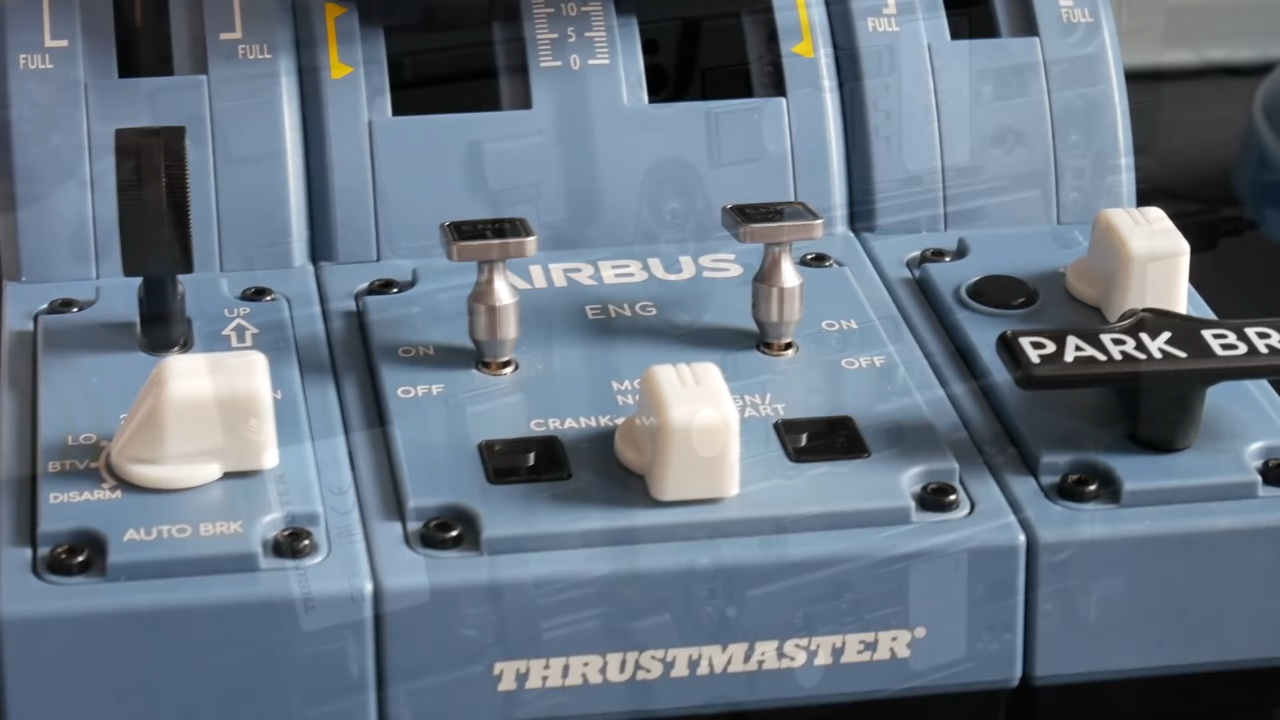 FULL
FULL
10
5
0
FULL
FULL
UP
AIRBUS
ENG
ON
OFF
ON
OFF
CRANK
LO
BTV
DISARM
AUTO BRK
PARK BR
THRUSTMASTER®